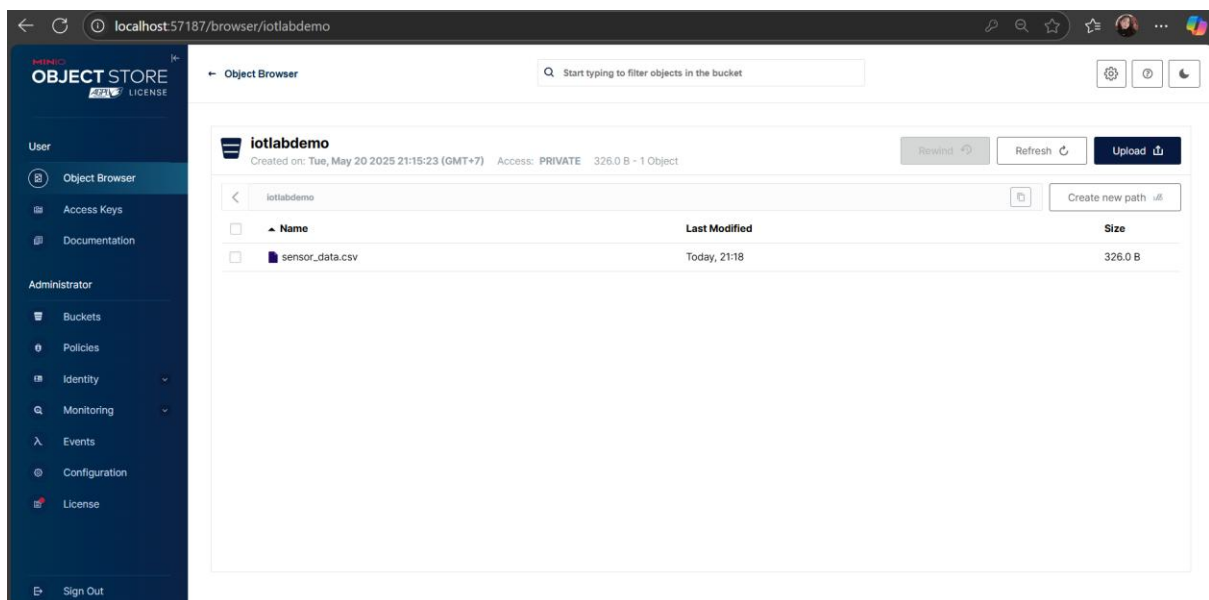 localhost:57187/browser/iotlabdemo
MINIO
OBJECT STORE
AGPLV3 LICENSE
← Object Browser
Start typing to filter objects in the bucket
User
Object Browser
Access Keys
Documentation
Administrator
Buckets
Policies
Identity
Monitoring
Events
Configuration
License
Sign Out
iotlabdemo
Created on: Tue, May 20 2025 21:15:23 (GMT+7) Access: PRIVATE 326.0 B - 1 Object
Rewind
Refresh
Upload
iotlabdemo
Create new path
Name Last Modified Size
sensor_data.csv Today, 21:18 326.0 B